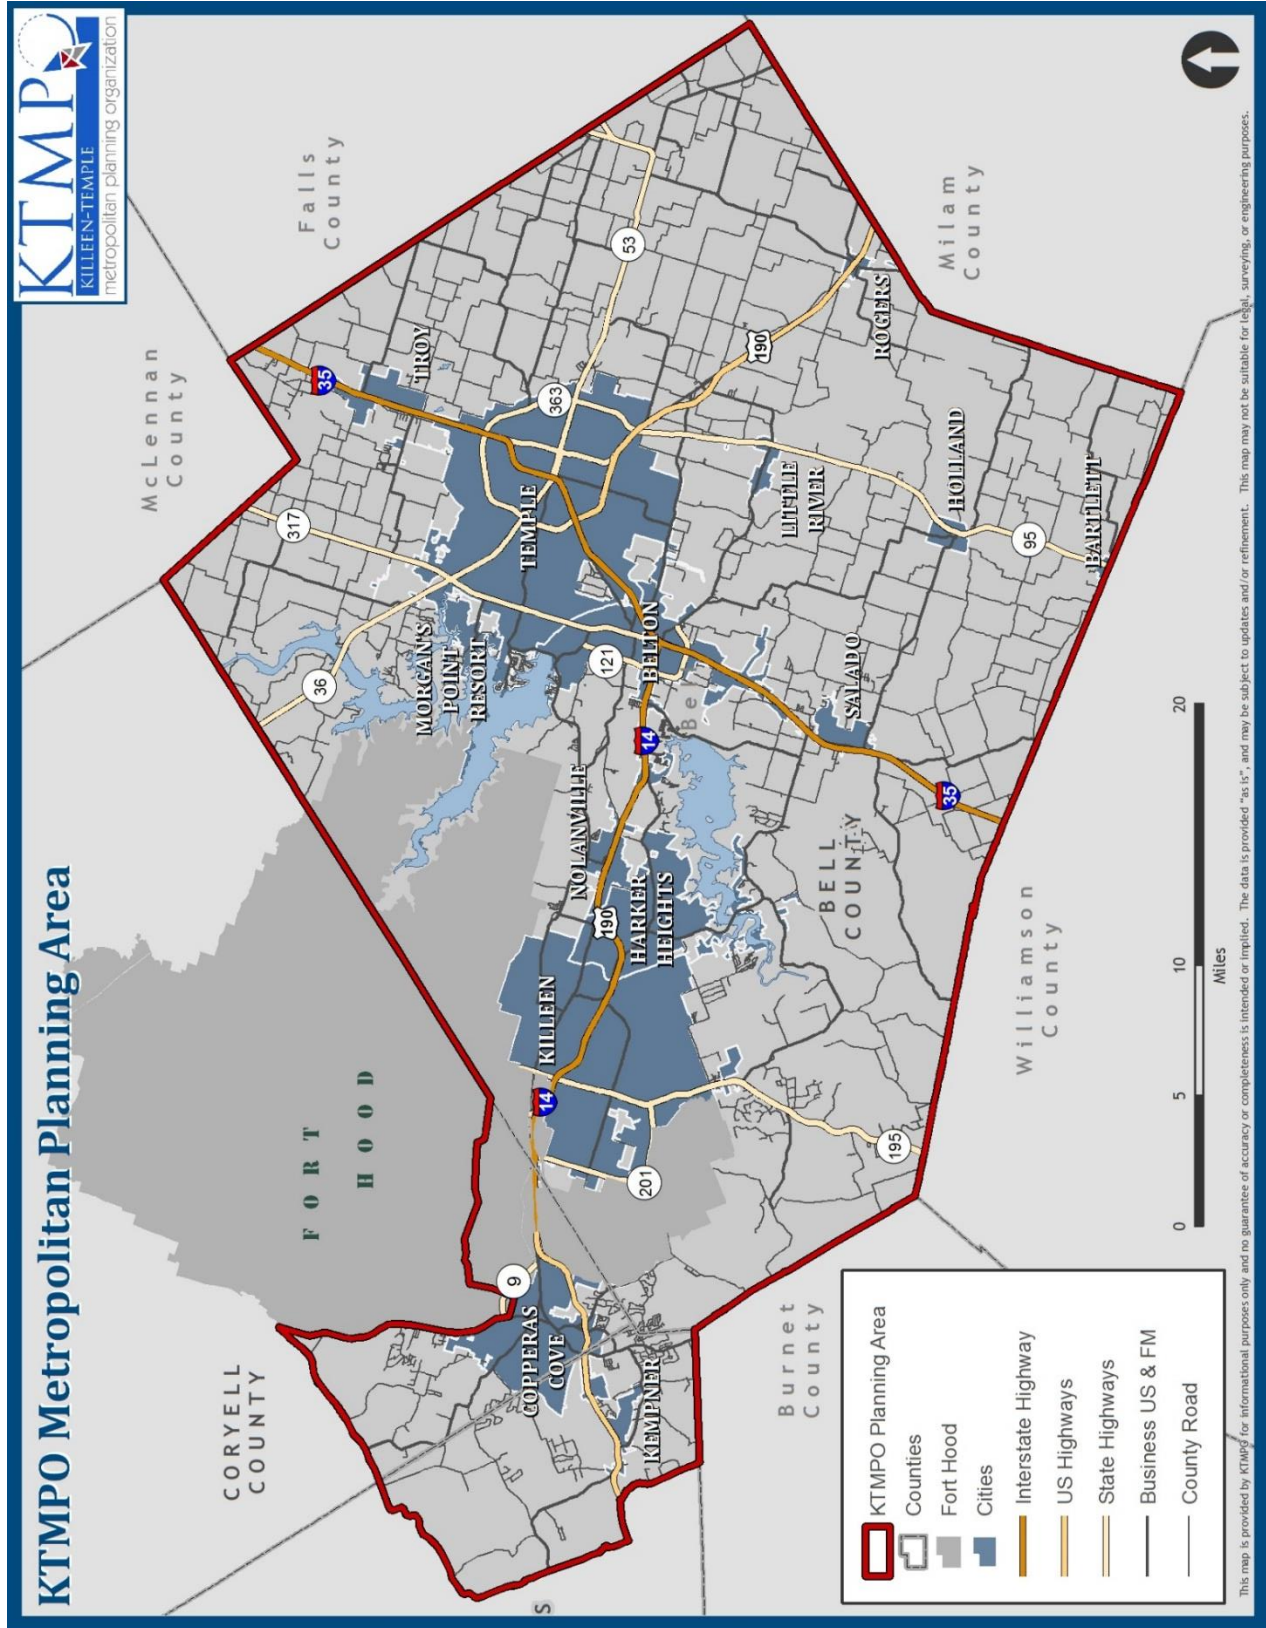 KTMPO Metropolitan Planning Area
KTMP
KILLEEN-TEMPLE
metropolitan planning organization
McLennan
County
Falls
County
CORYELL
COUNTY
FORT
HOOD
317
35
36
TROY
MORGAN'S
POINT
RESORT
TEMPLE
363
53
9
COPPERAS
COVE
14
KILLEEN
190
NOLANVILLE
HARKER
HEIGHTS
14
121
BELTON
Be
190
201
KEMPNER
S
LITTLE
RIVER
ROGERS
Milam
County
BELL
COUNTY
SALADO
HOLLAND
195
35
95
BARTLETT
Burnet
County
Williamson
County
KTMPO Planning Area
Counties
Fort Hood
Cities
Interstate Highway
US Highways
State Highways
Business US & FM
County Road
0 5 10 20
Miles
This map is provided by KTMPO for informational purposes only and no guarantee of accuracy or completeness is intended or implied. The data is provided "as is", and may be subject to updates and/or refinement. This map may not be suitable for legal, surveying, or engineering purposes.